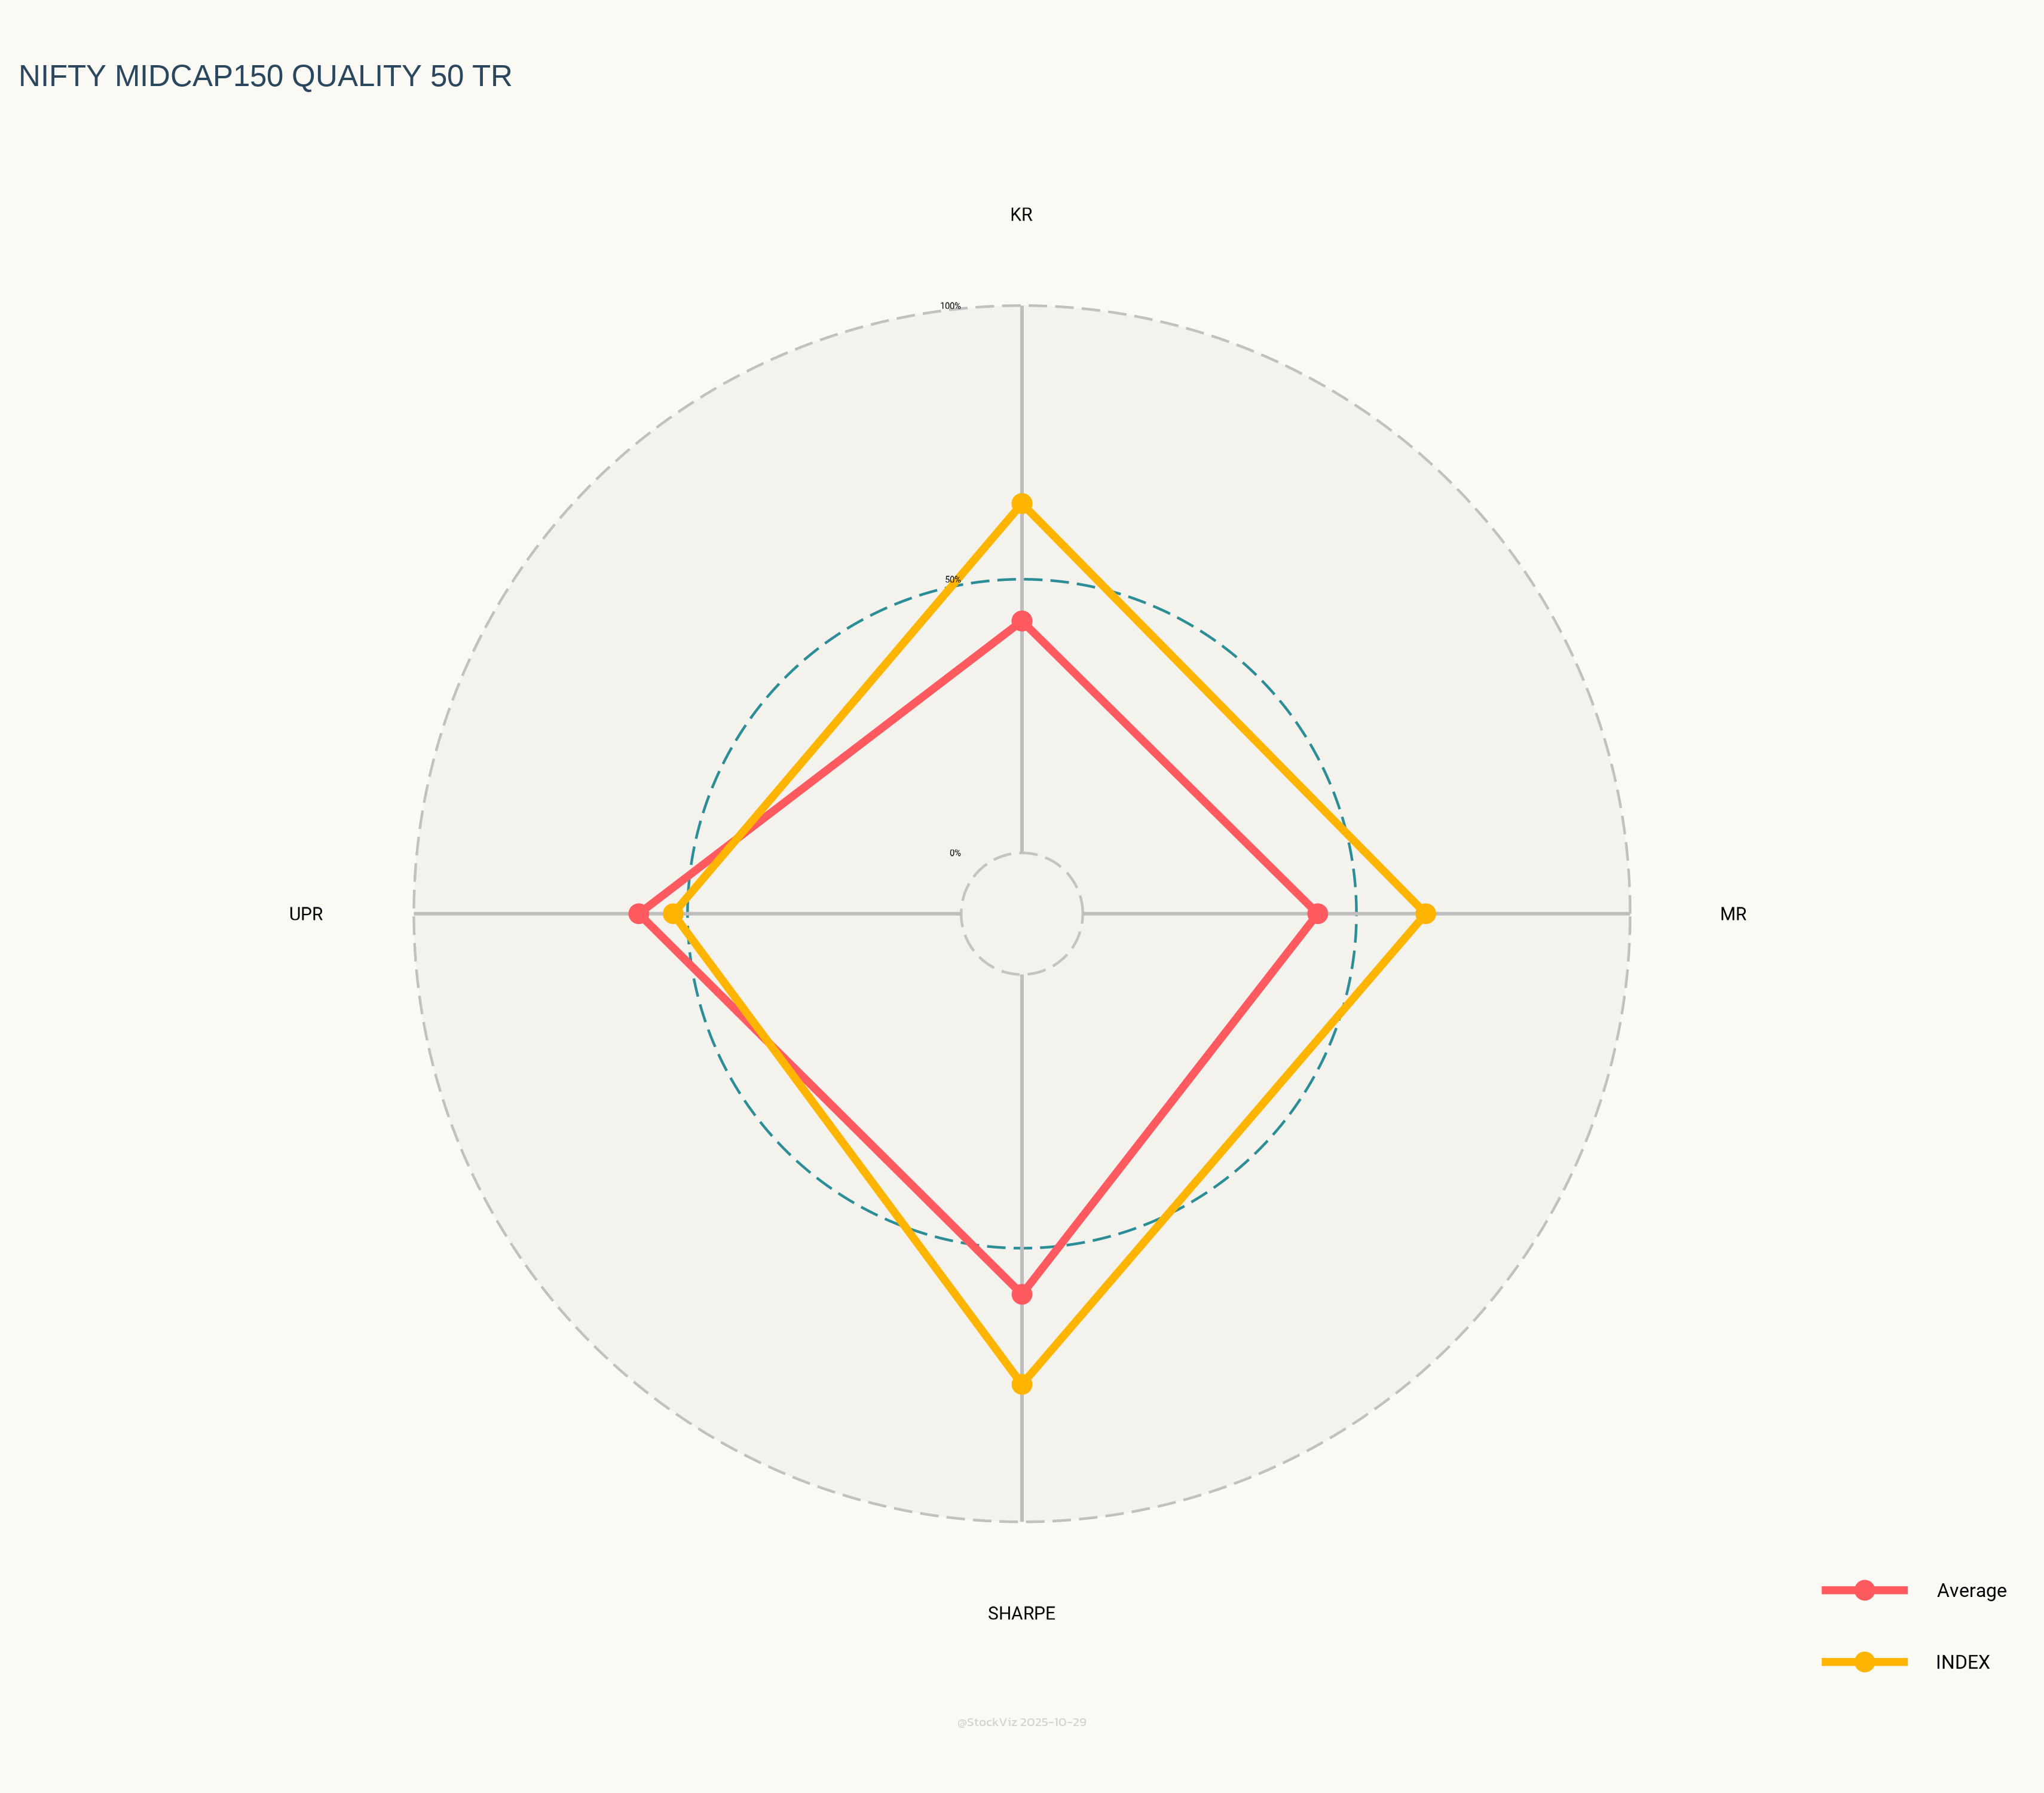 NIFTY MIDCAP150 QUALITY 50 TR
KR
100%
50%
0%
UPR
MR
SHARPE
Average
INDEX
@StockViz 2025-10-29